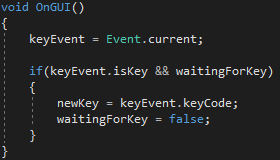 void OnGUI()
{
keyEvent = Event.current;
if(keyEvent.isKey && waitingForKey)
{
newKey = keyEvent.keyCode;
waitingForKey = false;
}
}